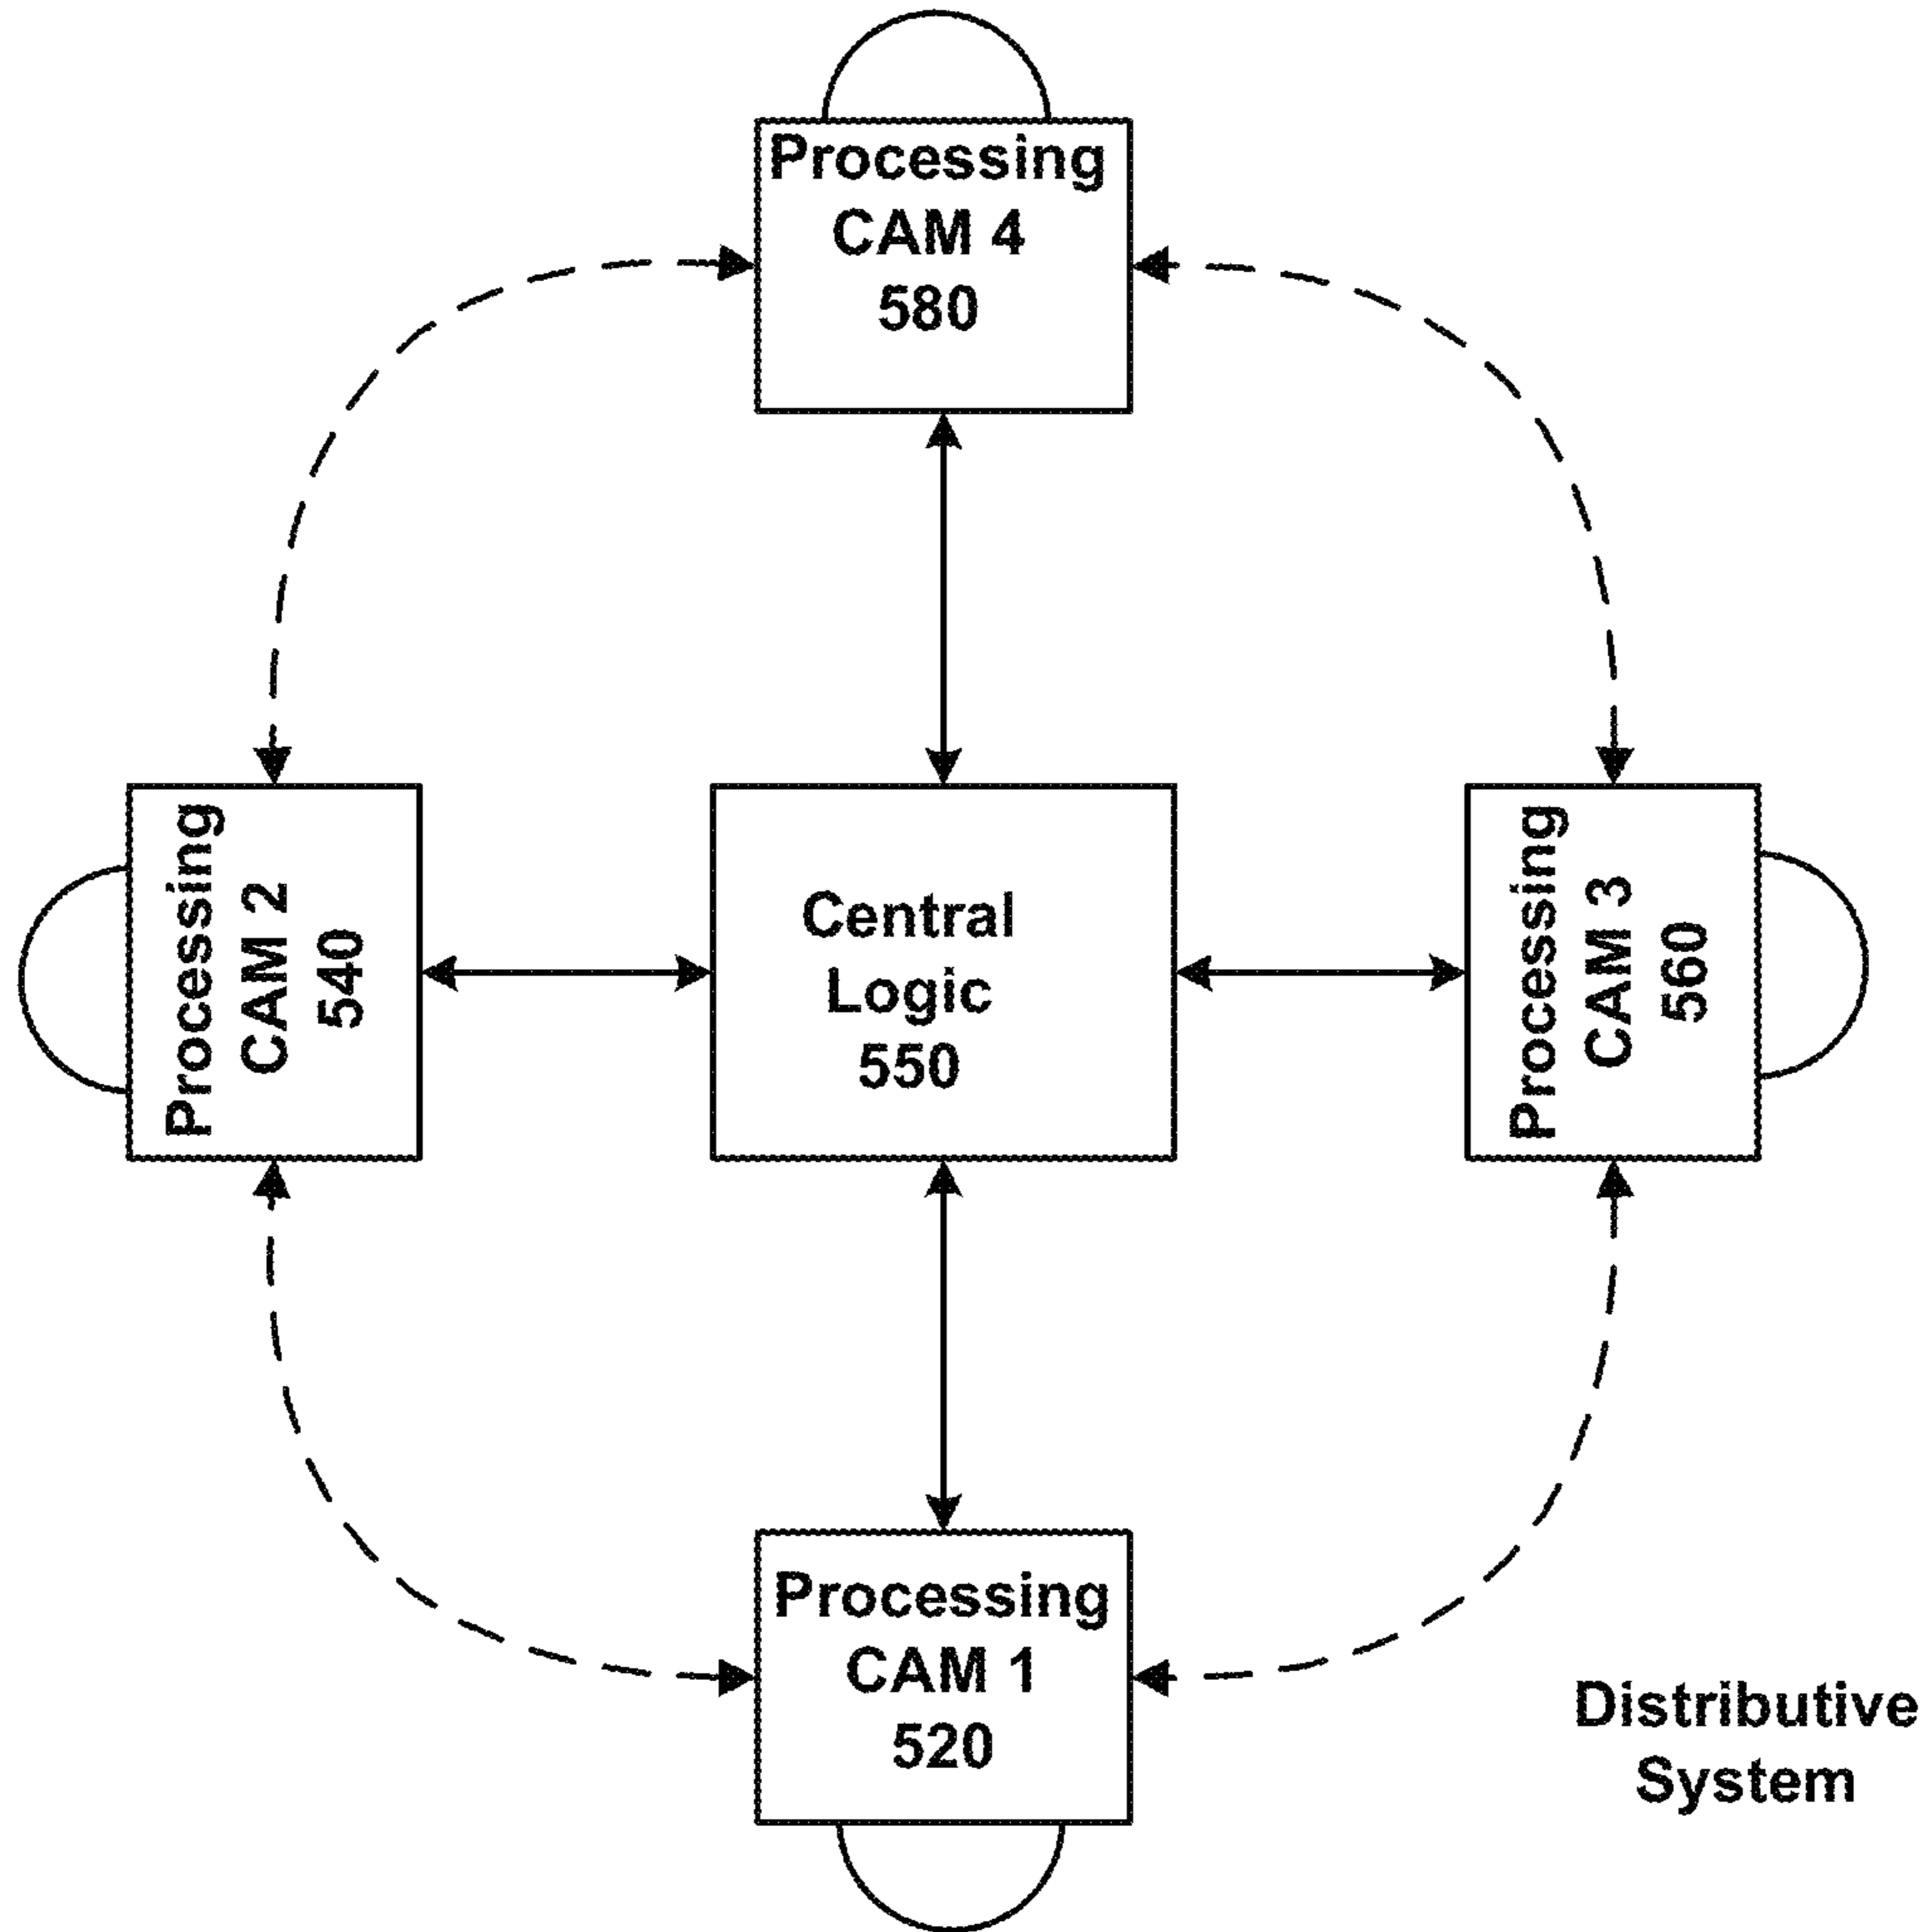 Processing
CAM 4
580
Processing
CAM 2
540
Central
Logic
550
Processing
CAM 3
560
Processing
CAM 1
520
Distributive
System